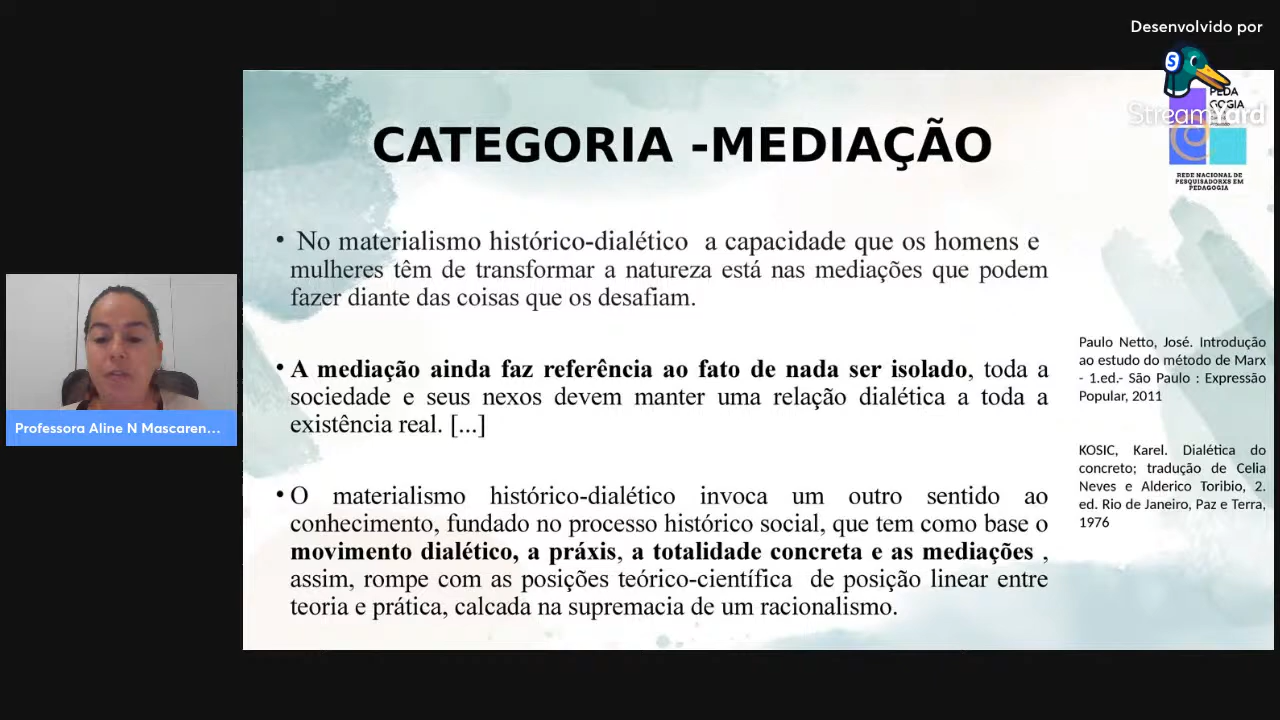 Desenvolvido por
StreamYard
PEDA
GOGIA
REDE NACIONAL DE
PESQUISADORXS EM
PEDAGOGIA
CATEGORIA -MEDIAÇÃO
• No materialismo histórico-dialético a capacidade que os homens e
mulheres têm de transformar a natureza está nas mediações que podem
fazer diante das coisas que os desafiam.
• A mediação ainda faz referência ao fato de nada ser isolado, toda a
sociedade e seus nexos devem manter uma relação dialética a toda a
existência real. [...]
• O materialismo histórico-dialético invoca um outro sentido ao
conhecimento, fundado no processo histórico social, que tem como base o
movimento dialético, a práxis, a totalidade concreta e as mediações ,
assim, rompe com as posições teórico-científica de posição linear entre
teoria e prática, calcada na supremacia de um racionalismo.
Paulo Netto, José. Introdução
ao estudo do método de Marx
- 1.ed.- São Paulo : Expressão
Popular, 2011
KOSIC, Karel. Dialética do
concreto; tradução de Celia
Neves e Alderico Toribio, 2.
ed. Rio de Janeiro, Paz e Terra,
1976
Professora Aline N Mascaren...